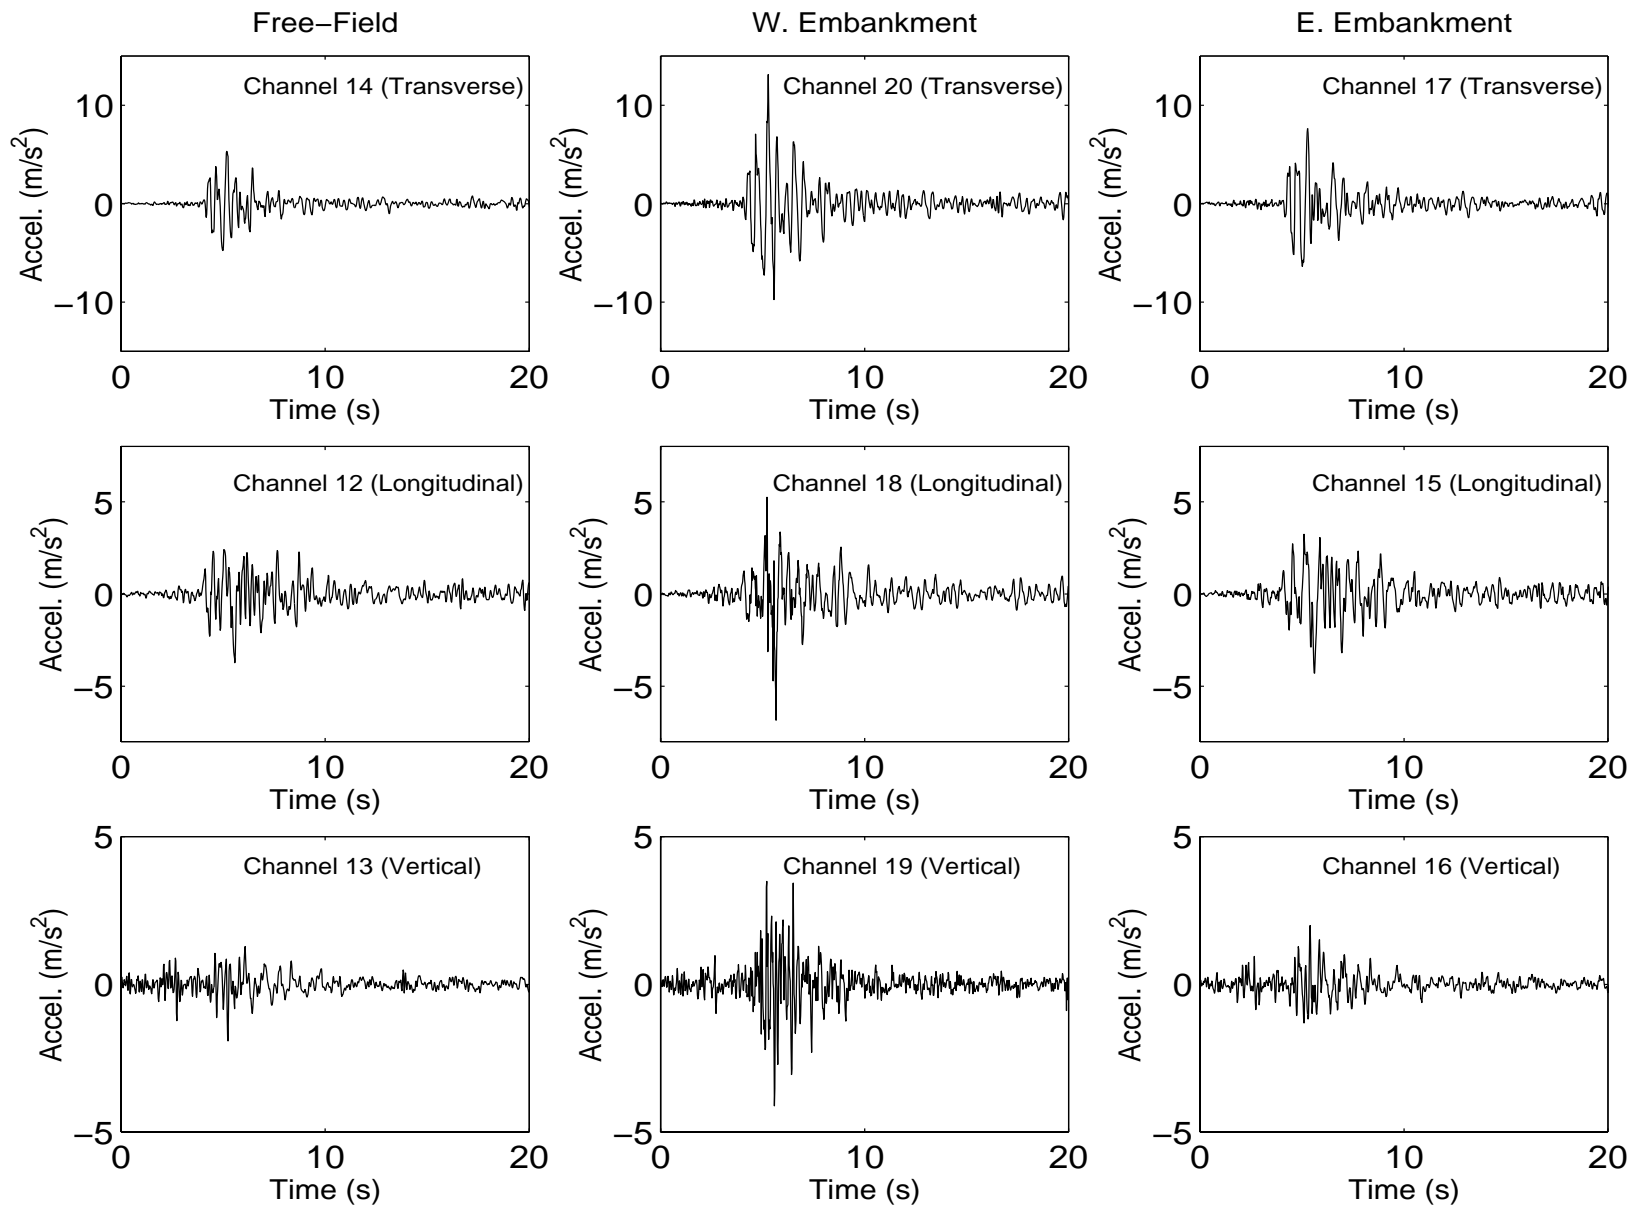 Free−Field
W. Embankment
E. Embankment
Channel 14 (Transverse)
10
0
−10
Accel. (m/s²)
0 10 20
Time (s)
Channel 20 (Transverse)
10
0
−10
Accel. (m/s²)
0 10 20
Time (s)
Channel 17 (Transverse)
10
0
−10
Accel. (m/s²)
0 10 20
Time (s)
Channel 12 (Longitudinal)
5
0
−5
Accel. (m/s²)
0 10 20
Time (s)
Channel 18 (Longitudinal)
5
0
−5
Accel. (m/s²)
0 10 20
Time (s)
Channel 15 (Longitudinal)
5
0
−5
Accel. (m/s²)
0 10 20
Time (s)
5
Channel 13 (Vertical)
0
−5
Accel. (m/s²)
0 10 20
Time (s)
5
Channel 19 (Vertical)
0
−5
Accel. (m/s²)
0 10 20
Time (s)
5
Channel 16 (Vertical)
0
−5
Accel. (m/s²)
0 10 20
Time (s)